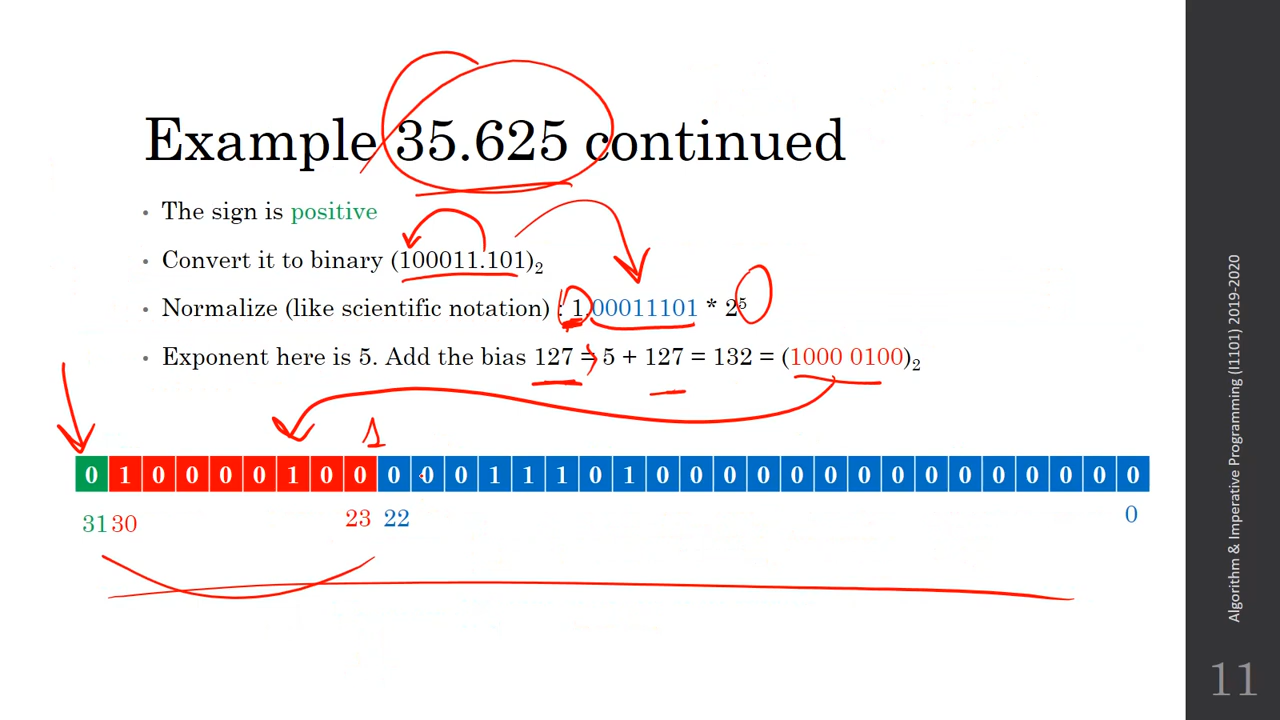 Example 35.625 continued
• The sign is positive
• Convert it to binary (100011.101)₂
• Normalize (like scientific notation) : 1.00011101 * 2⁵
• Exponent here is 5. Add the bias 127 = 5 + 127 = 132 = (1000 0100)₂
1
0 1 0 0 0 0 1 0 0 0 0 0 1 1 1 0 1 0 0 0 0 0 0 0 0 0 0 0 0 0 0 0
31 30 23 22 0
Algorithm & Imperative Programming (I1101) 2019-2020
11